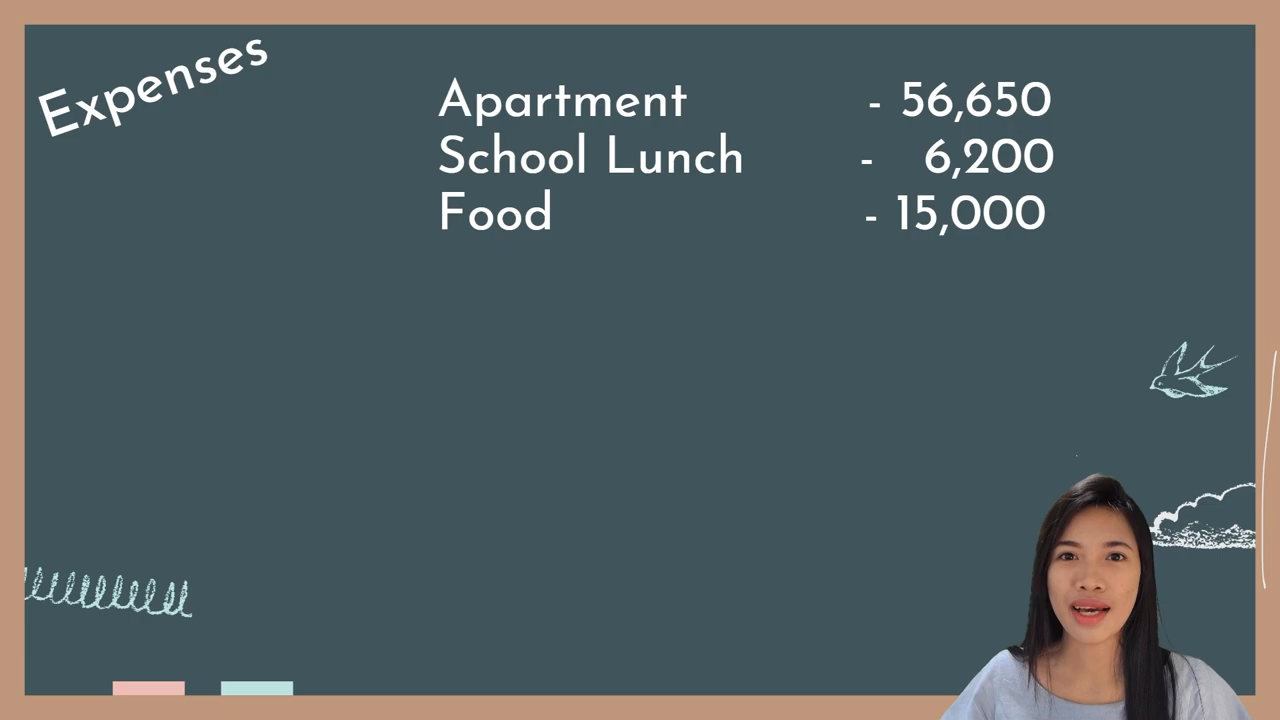 Expenses
Apartment - 56,650
School Lunch - 6,200
Food - 15,000